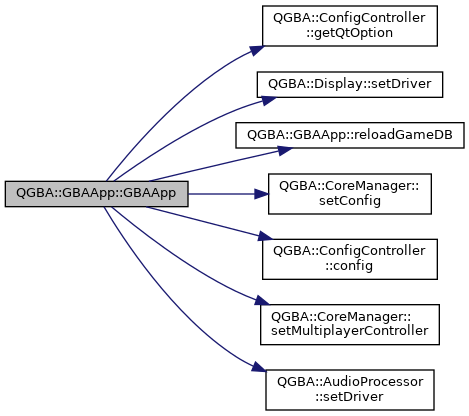 QGBA::ConfigController
::getQtOption
QGBA::Display::setDriver
QGBA::GBAApp::reloadGameDB
QGBA::GBAApp::GBAApp
QGBA::CoreManager::
setConfig
QGBA::ConfigController
::config
QGBA::CoreManager::
setMultiplayerController
QGBA::AudioProcessor
::setDriver